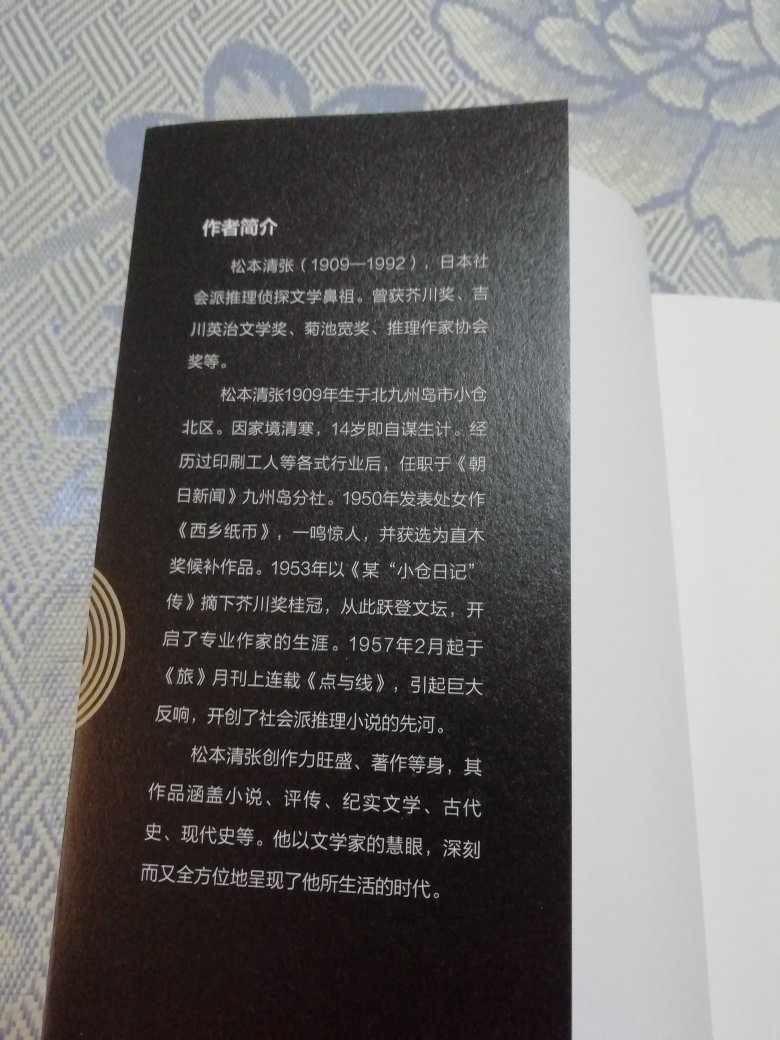 作者简介
松本清张（1909—1992），日本社
会派推理侦探文学鼻祖。曾获芥川奖、吉
川英治文学奖、菊池宽奖、推理作家协会
奖等。
松本清张1909年生于北九州岛市小仓
北区。因家境清寒，14岁即自谋生计。经
历过印刷工人等各式行业后，任职于《朝
日新闻》九州岛分社。1950年发表处女作
《西乡纸币》，一鸣惊人，并获选为直木
奖候补作品。1953年以《某“小仓日记”
传》摘下芥川奖桂冠，从此跃登文坛，开
启了专业作家的生涯。1957年2月起于
《旅》月刊上连载《点与线》，引起巨大
反响，开创了社会派推理小说的先河。
松本清张创作力旺盛、著作等身，其
作品涵盖小说、评传、纪实文学、古代
史、现代史等。他以文学家的慧眼，深刻
而又全方位地呈现了他所生活的时代。